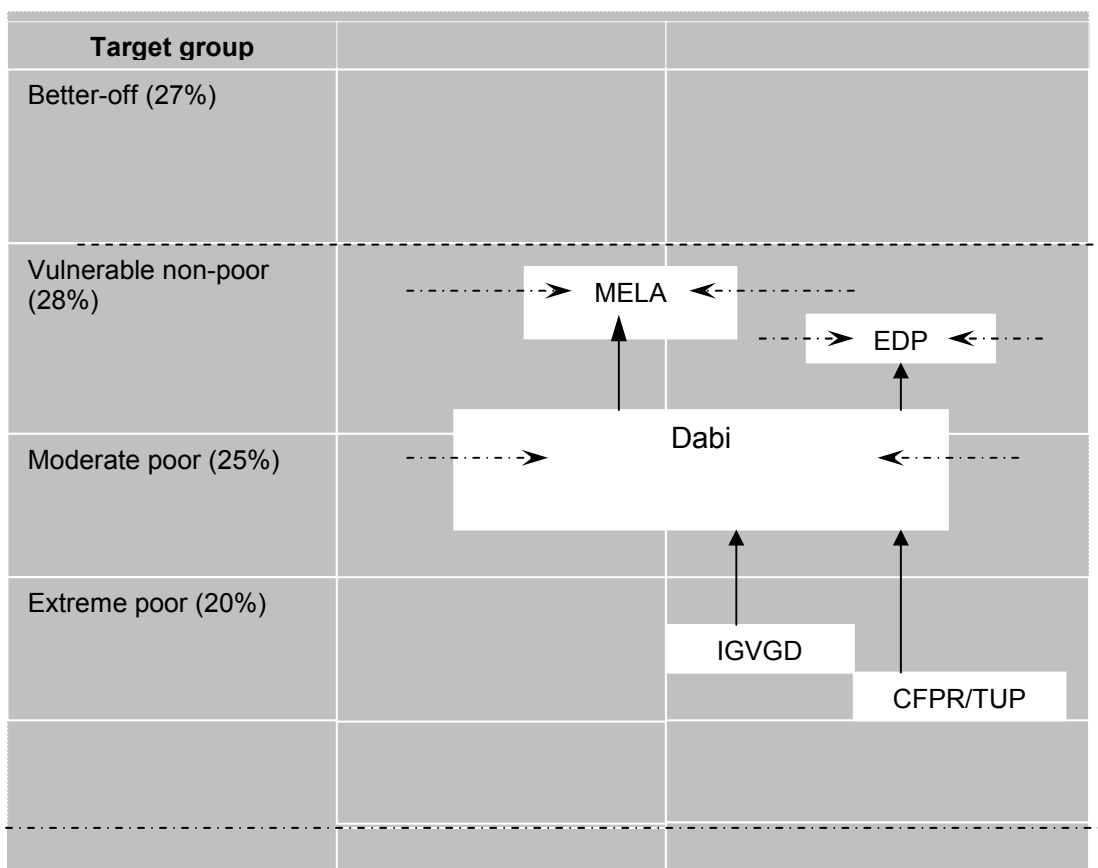 Target group
Better-off (27%)
Vulnerable non-poor
(28%)
MELA
EDP
Dabi
Moderate poor (25%)
Extreme poor (20%)
IGVGD
CFPR/TUP